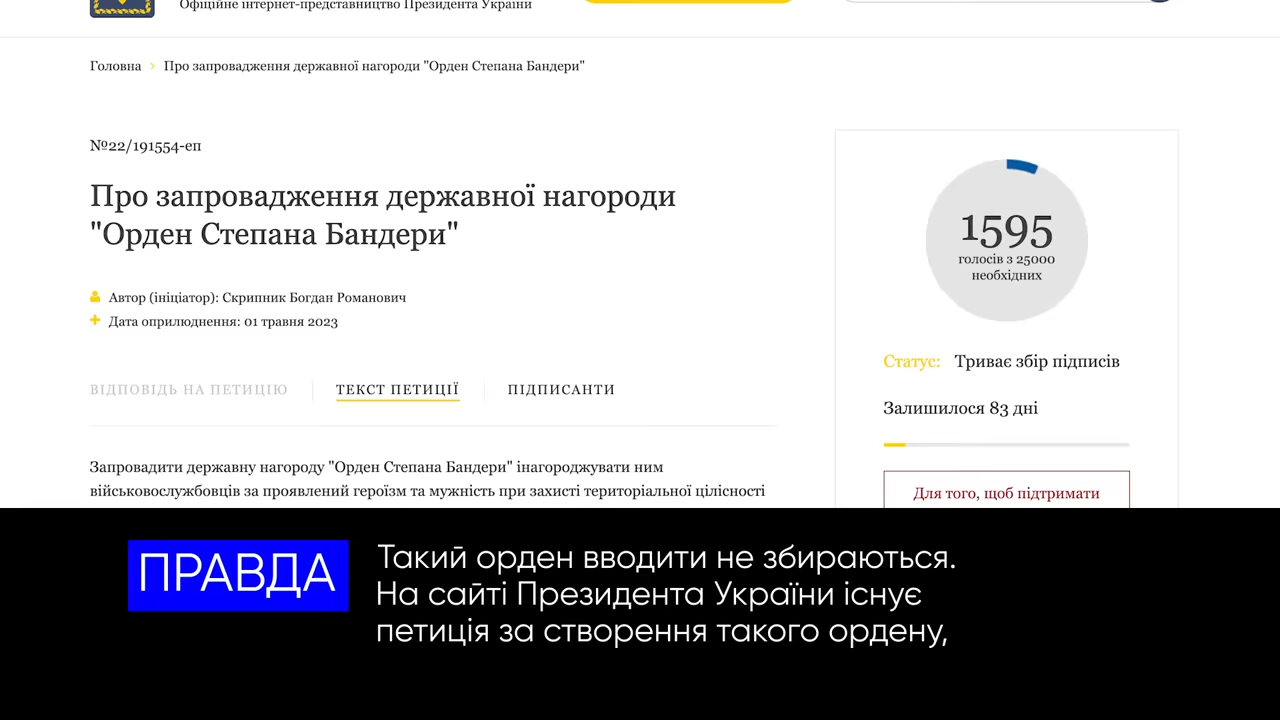 Офіційне інтернет-представництво Президента України
Головна > Про запровадження державної нагороди "Орден Степана Бандери"
№22/191554-еп
Про запровадження державної нагороди
"Орден Степана Бандери"
Автор (ініціатор): Скрипник Богдан Романович
Дата оприлюднення: 01 травня 2023
ВІДПОВІДЬ НА ПЕТИЦІЮ
ТЕКСТ ПЕТИЦІЇ
ПІДПИСАНТИ
Запровадити державну нагороду "Орден Степана Бандери" інагороджувати ним
військовослужбовців за проявлений героїзм та мужність при захисті територіальної цілісності
1595
голосів з 25000
необхідних
Статус: Триває збір підписів
Залишилося 83 дні
Для того, щоб підтримати
ПРАВДА
Такий орден вводити не збираються.
На сайті Президента України існує
петиція за створення такого ордену,